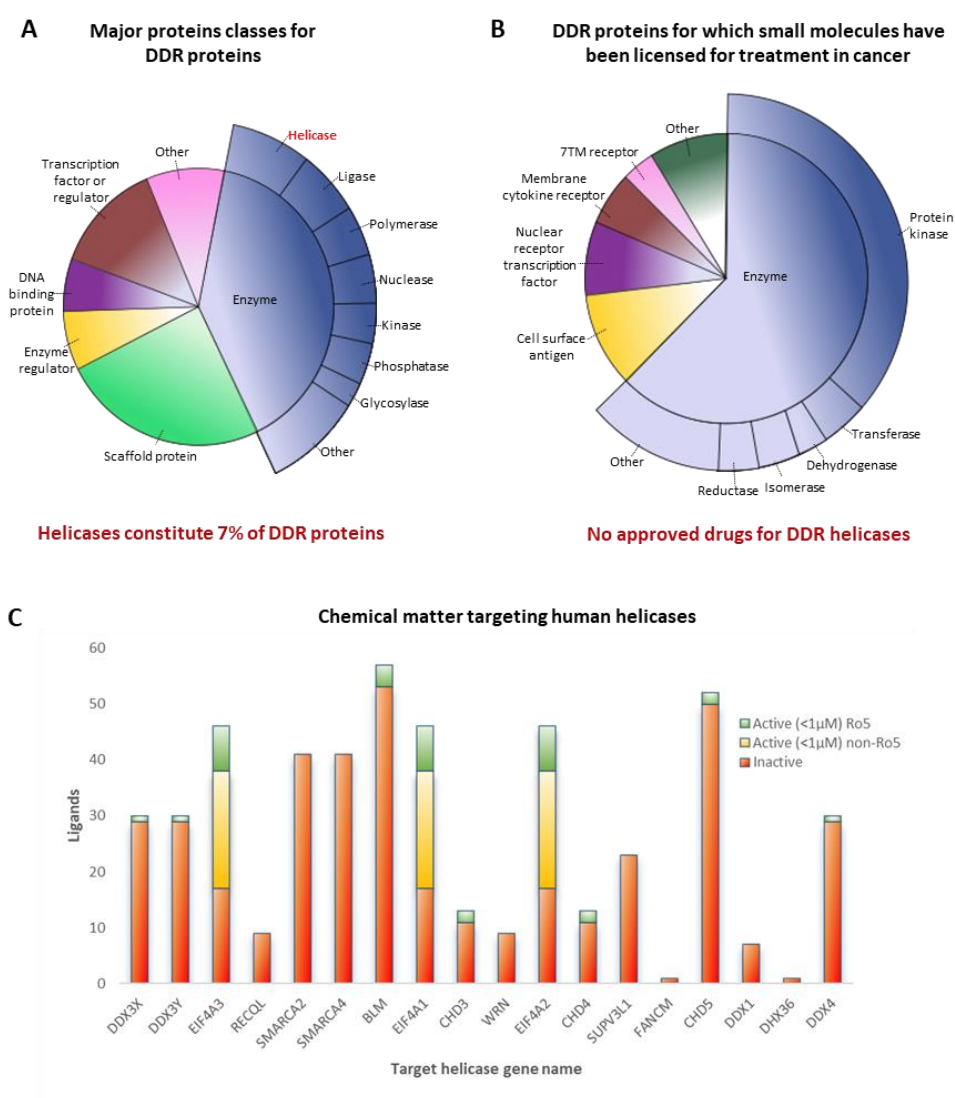 A
Major proteins classes for
DDR proteins
Helicase
Ligase
Polymerase
Nuclease
Kinase
Phosphatase
Glycosylase
Other
Enzyme
Other
Transcription
factor or
regulator
DNA
binding
protein
Enzyme
regulator
Scaffold protein
Helicases constitute 7% of DDR proteins
B
DDR proteins for which small molecules have
been licensed for treatment in cancer
Other
7TM receptor
Membrane
cytokine receptor
Nuclear
receptor
transcription
factor
Cell surface
antigen
Enzyme
Protein
kinase
Transferase
Dehydrogenase
Isomerase
Reductase
Other
No approved drugs for DDR helicases
C
Chemical matter targeting human helicases
60
50
40
30
20
10
0
Ligands
Active (<1µM) Ro5
Active (<1µM) non-Ro5
Inactive
DDX3X
DDX3Y
EIF4A3
RECQL
SMARCA2
SMARCA4
BLM
EIF4A1
CHD3
WRN
EIF4A2
CHD4
SUPV3L1
FANCM
CHD5
DDX1
DHX36
DDX4
Target helicase gene name